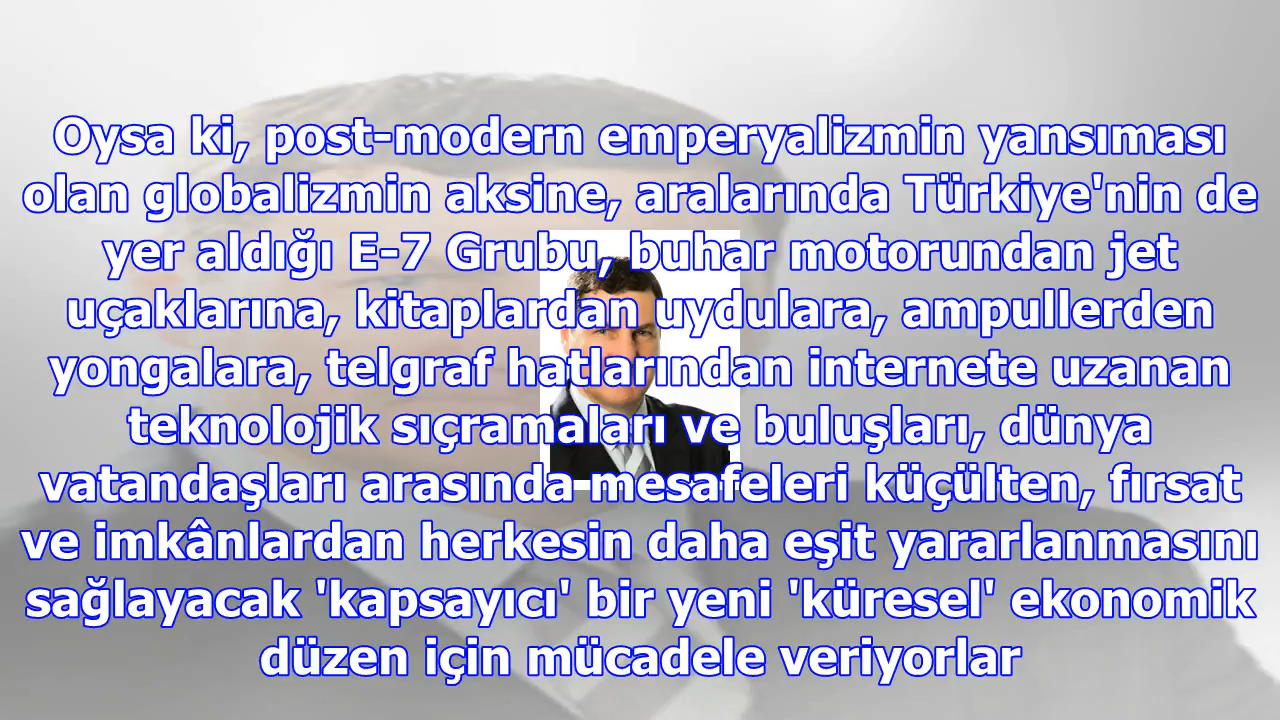 Oysa ki, post-modern emperyalizmin yansıması
olan globalizmin aksine, aralarında Türkiye'nin de
yer aldığı E-7 Grubu, buhar motorundan jet
uçaklarına, kitaplardan uydulara, ampullerden
yongalara, telgraf hatlarından internete uzanan
teknolojik sıçramaları ve buluşları, dünya
vatandaşları arasında mesafeleri küçülten, fırsat
ve imkânlardan herkesin daha eşit yararlanmasını
sağlayacak 'kapsayıcı' bir yeni 'küresel' ekonomik
düzen için mücadele veriyorlar